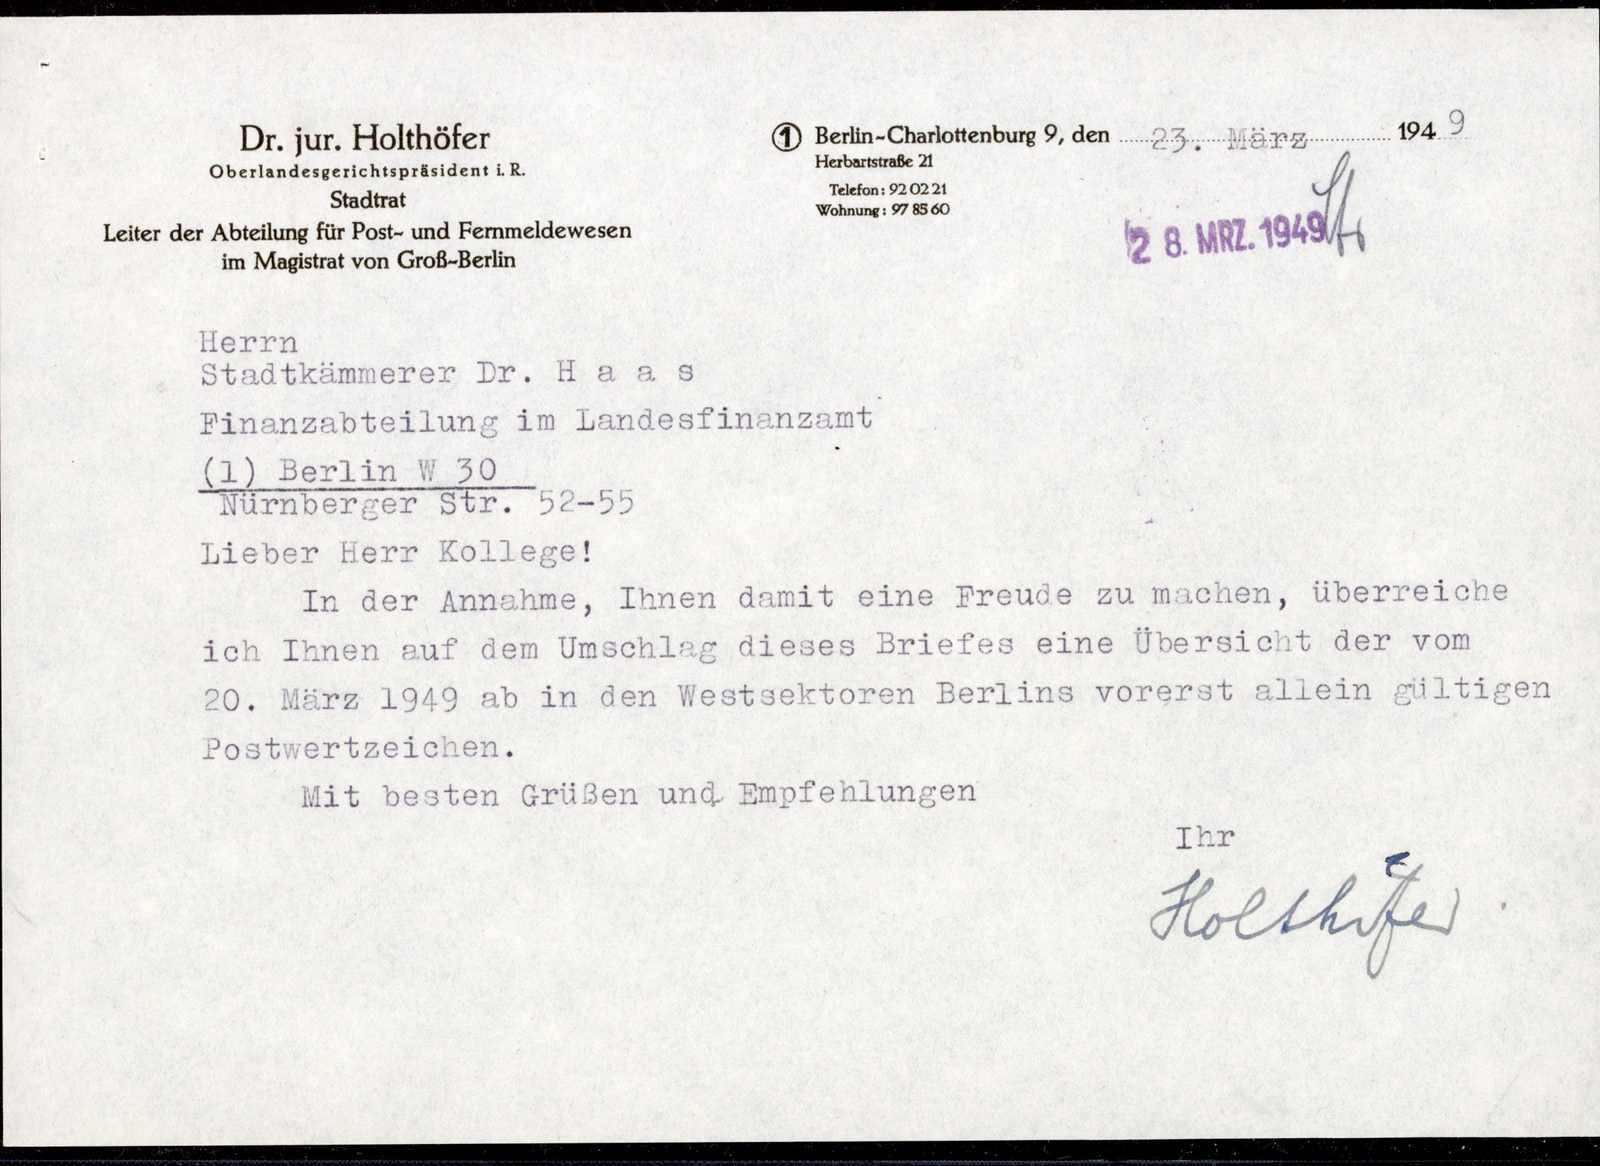 Dr. jur. Holthöfer
Oberlandesgerichtspräsident i. R.
Stadtrat
Leiter der Abteilung für Post- und Fernmeldewesen
im Magistrat von Groß-Berlin
① Berlin-Charlottenburg 9, den 23. März 1949
Herbartstraße 21
Telefon: 92 02 21
Wohnung: 97 85 60
28. MRZ. 1949
Herrn
Stadtkämmerer Dr. H a a s
Finanzabteilung im Landesfinanzamt
(1) Berlin W 30
Nürnberger Str. 52-55
Lieber Herr Kollege!
In der Annahme, Ihnen damit eine Freude zu machen, überreiche
ich Ihnen auf dem Umschlag dieses Briefes eine Übersicht der vom
20. März 1949 ab in den Westsektoren Berlins vorerst allein gültigen
Postwertzeichen.
Mit besten Grüßen und Empfehlungen
Ihr
Holthöfer